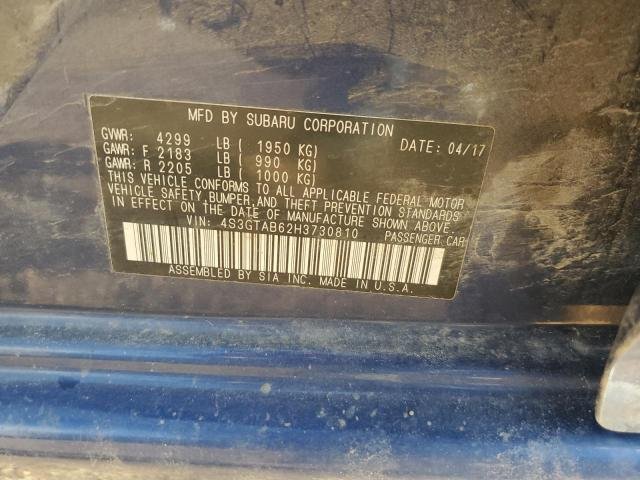 MFD BY SUBARU CORPORATION
GVWR: 4299 LB ( 1950 KG) DATE: 04/17
GAWR: F 2183 LB ( 990 KG)
GAWR: R 2205 LB ( 1000 KG)
THIS VEHICLE CONFORMS TO ALL APPLICABLE FEDERAL MOTOR
VEHICLE SAFETY, BUMPER, AND THEFT PREVENTION STANDARDS
IN EFFECT ON THE DATE OF MANUFACTURE SHOWN ABOVE.
VIN: 4S3GTAB62H3730810 PASSENGER CAR
ASSEMBLED BY SIA INC. MADE IN U.S.A.